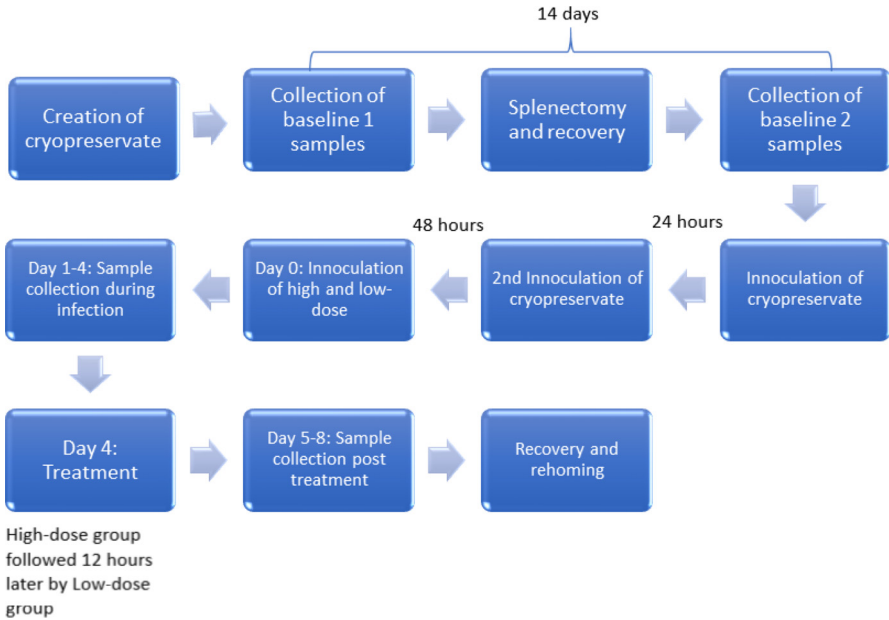 14 days
Creation of
cryopreservate
Collection of
baseline 1
samples
Splenectomy
and recovery
Collection of
baseline 2
samples
48 hours
24 hours
Day 1-4: Sample
collection during
infection
Day 0: Innoculation
of high and low-
dose
2nd Innoculation of
cryopreservate
Innoculation of
cryopreservate
Day 4:
Treatment
Day 5-8: Sample
collection post
treatment
Recovery and
rehoming
High-dose group
followed 12 hours
later by Low-dose
group